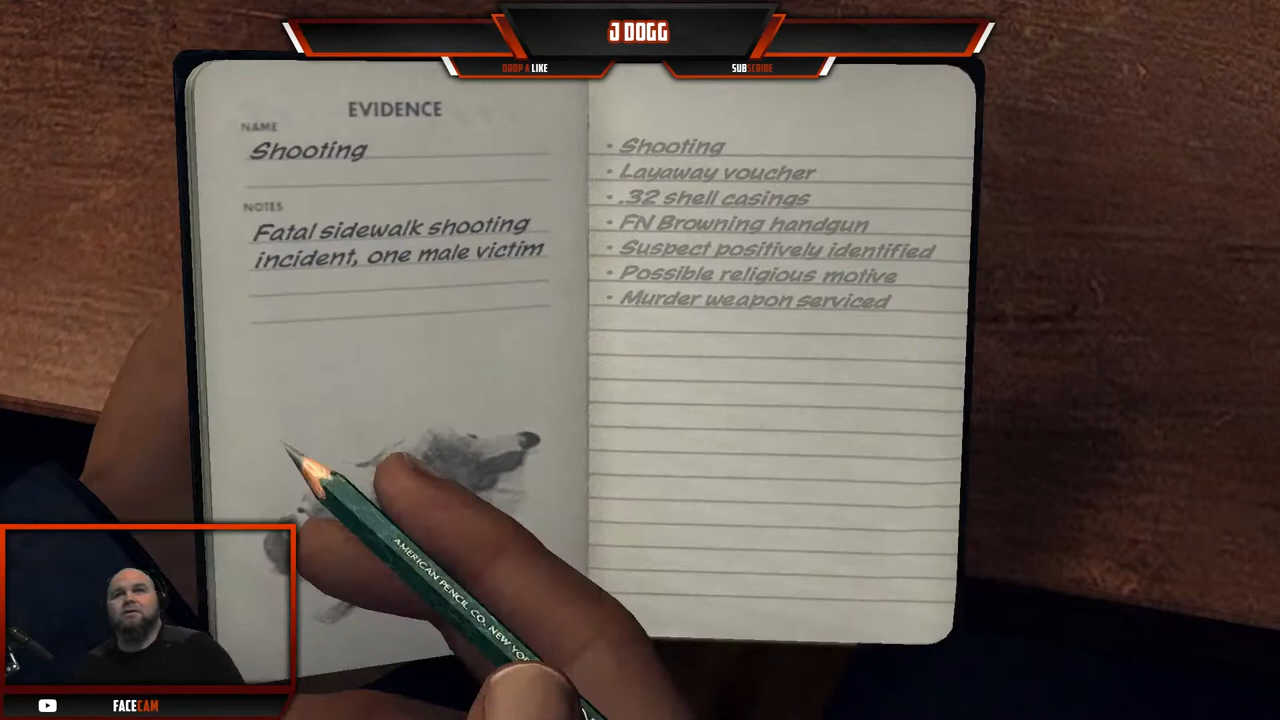 J DOGG
DROP A LIKE
SUBSCRIBE
EVIDENCE
NAME
Shooting
NOTES
Fatal sidewalk shooting
incident, one male victim
• Shooting
• Layaway voucher
• .32 shell casings
• FN Browning handgun
• Suspect positively identified
• Possible religious motive
• Murder weapon serviced
AMERICAN PENCIL CO. NEW YOR
FACECAM